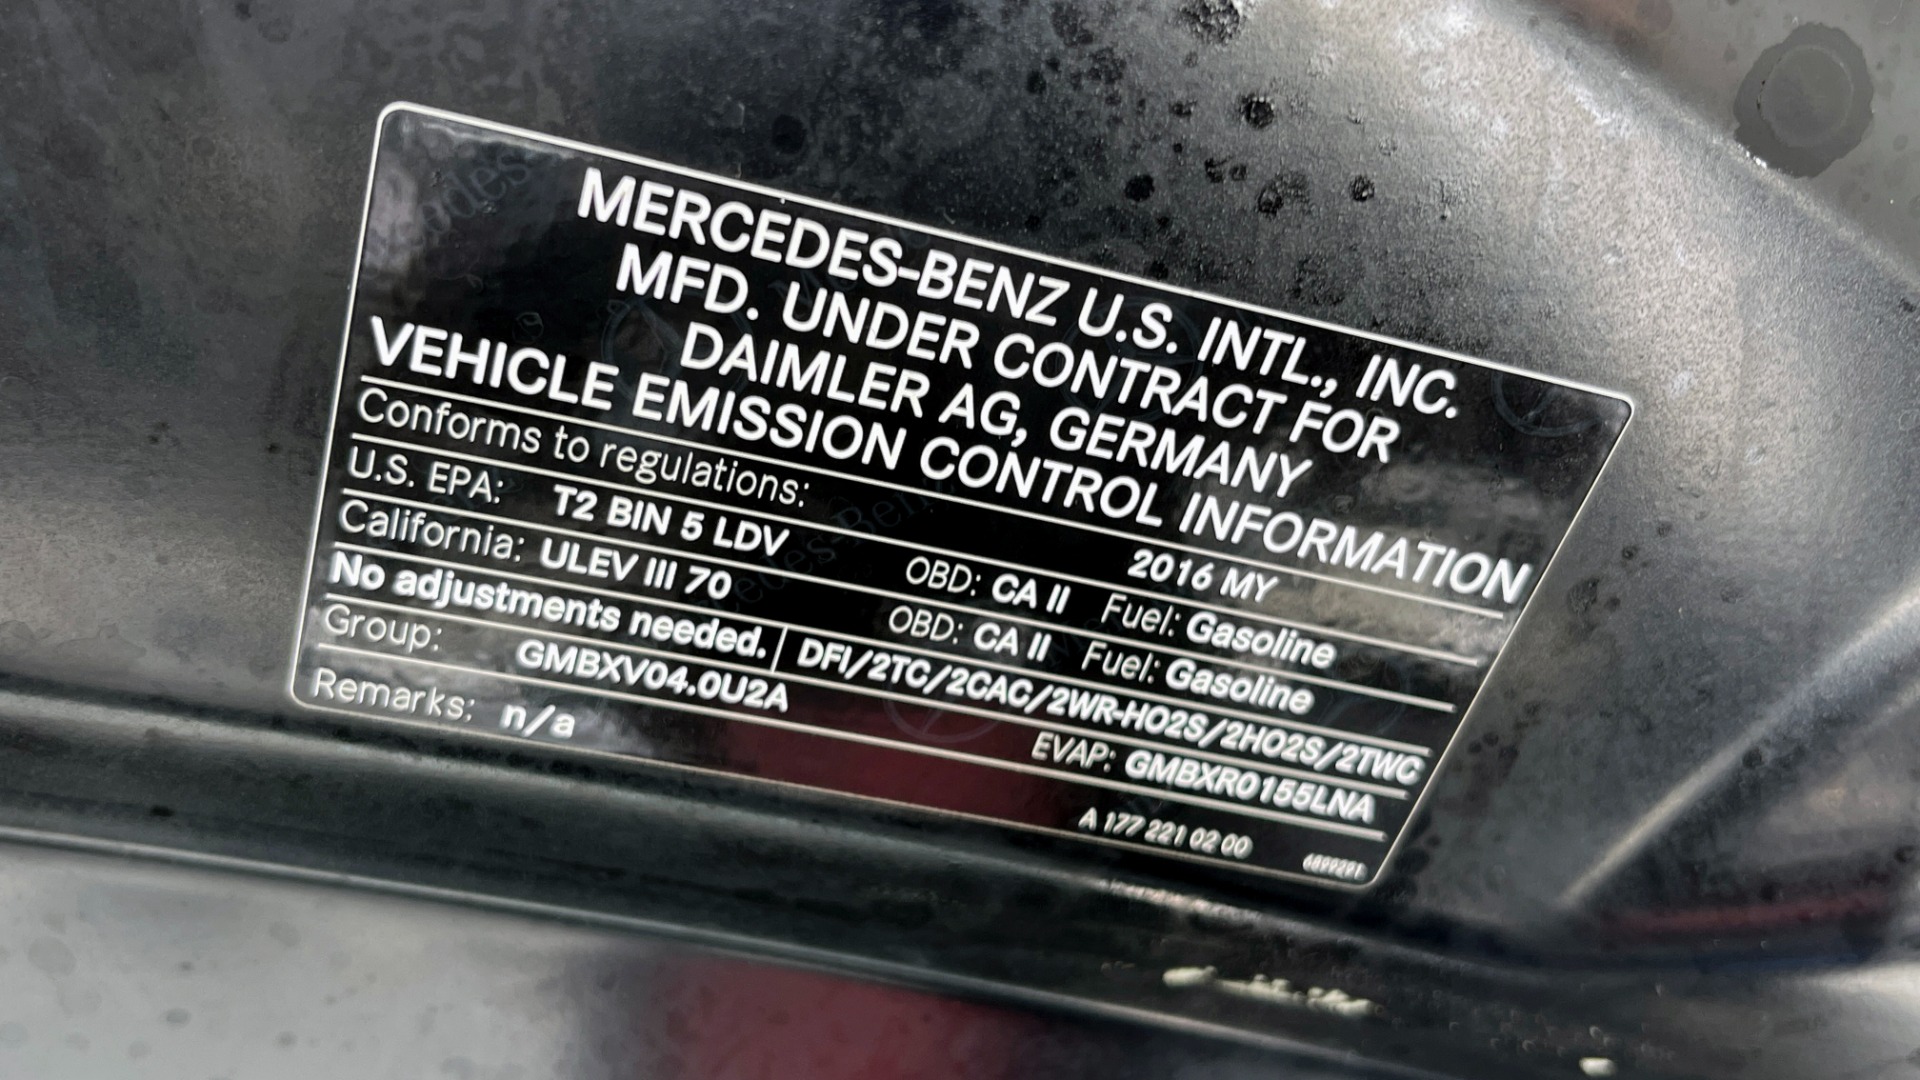 MERCEDES-BENZ U.S. INTL., INC.
MFD. UNDER CONTRACT FOR
DAIMLER AG, GERMANY
VEHICLE EMISSION CONTROL INFORMATION
Conforms to regulations: 2016 MY
U.S. EPA: T2 BIN 5 LDV OBD: CA II Fuel: Gasoline
California: ULEV III 70 OBD: CA II Fuel: Gasoline
No adjustments needed. DFI/2TC/2CAC/2WR-HO2S/2HO2S/2TWC
Group: GMBXV04.0U2A EVAP: GMBXR0155LNA
Remarks: n/a
A 177 221 02 00